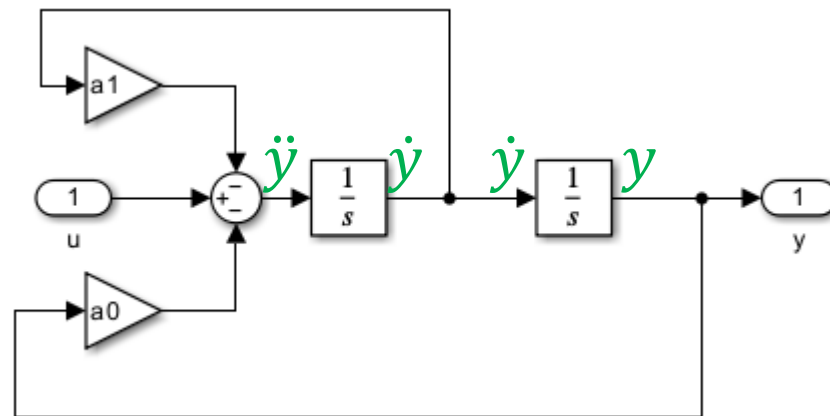 a1
ÿ ẏ ẏ y
1 + − − 1/s 1/s 1
u y
a0